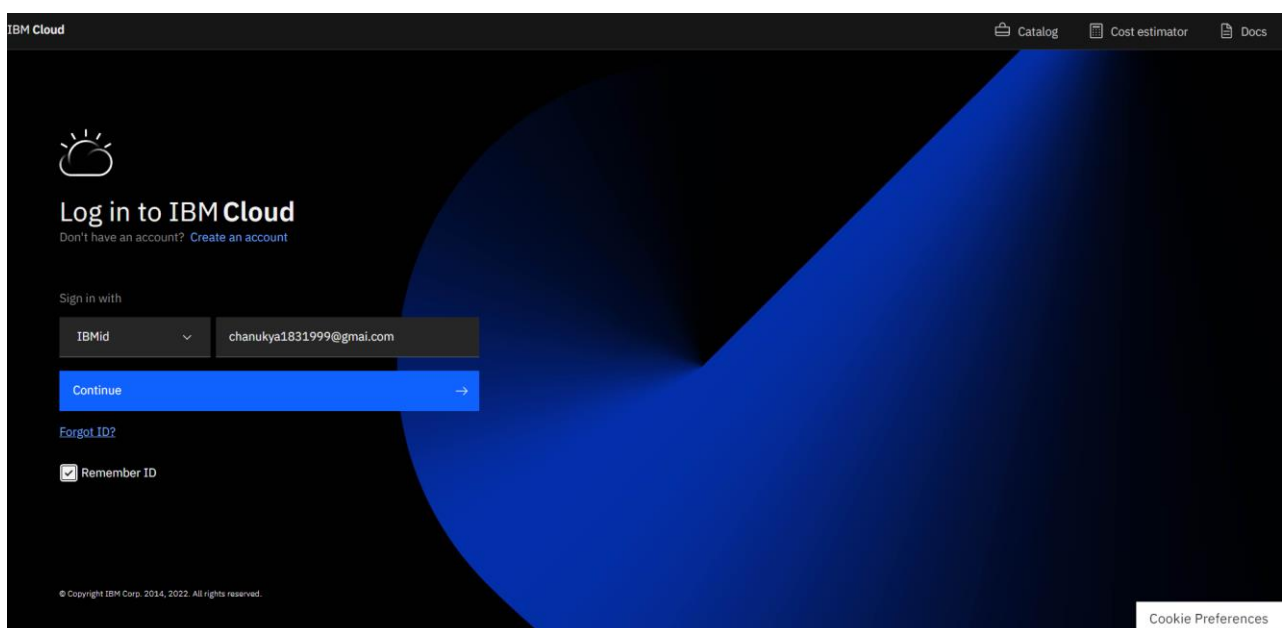 IBM Cloud
Catalog
Cost estimator
Docs
Log in to IBM Cloud
Don't have an account? Create an account
Sign in with
IBMid
chanukya1831999@gmai.com
Continue
Forgot ID?
Remember ID
© Copyright IBM Corp. 2014, 2022. All rights reserved.
Cookie Preferences